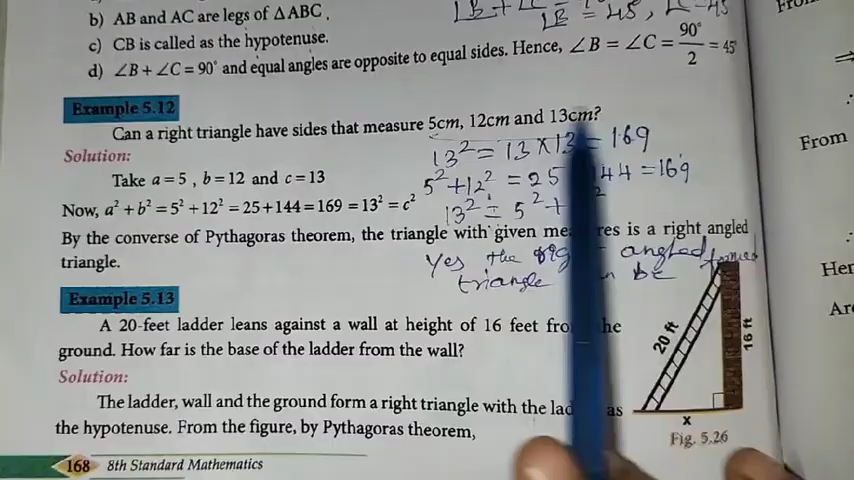 ∠B + ∠
∠B = 45, ∠C = 45
b) AB and AC are legs of ΔABC.
c) CB is called as the hypotenuse.
d) ∠B + ∠C = 90° and equal angles are opposite to equal sides. Hence, ∠B = ∠C = 90°/2 = 45°
Example 5.12
Can a right triangle have sides that measure 5cm, 12cm and 13cm?
13² = 13 × 13 = 169
Solution:
5² + 12² = 25 144 = 169
Take a = 5 , b = 12 and c = 13
13² = 5² + ²
Now, a² + b² = 5² + 12² = 25 + 144 = 169 = 13² = c²
By the converse of Pythagoras theorem, the triangle with given is a right angled
triangle.
Yes the angled formed
triangle be
Example 5.13
A 20-feet ladder leans against a wall at height of 16 feet
ground. How far is the base of the ladder from the wall?
Solution:
The ladder, wall and the ground form a right triangle with the as
the hypotenuse. From the figure, by Pythagoras theorem,
20 ft
16 ft
x
Fig. 5.26
168 8th Standard Mathematics
From